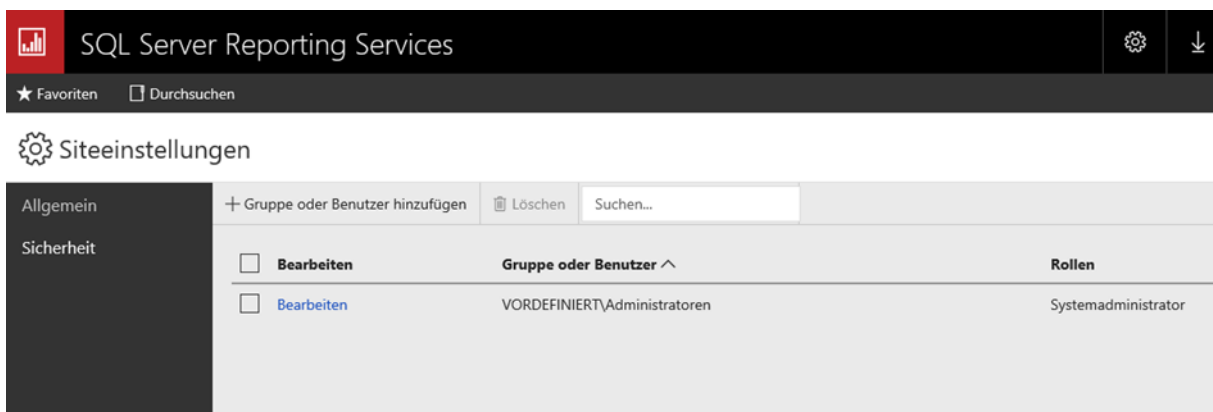 SQL Server Reporting Services
Favoriten Durchsuchen
Siteeinstellungen
Allgemein
Sicherheit
Gruppe oder Benutzer hinzufügen Löschen Suchen...
Bearbeiten Gruppe oder Benutzer Rollen
Bearbeiten VORDEFINIERT\Administratoren Systemadministrator